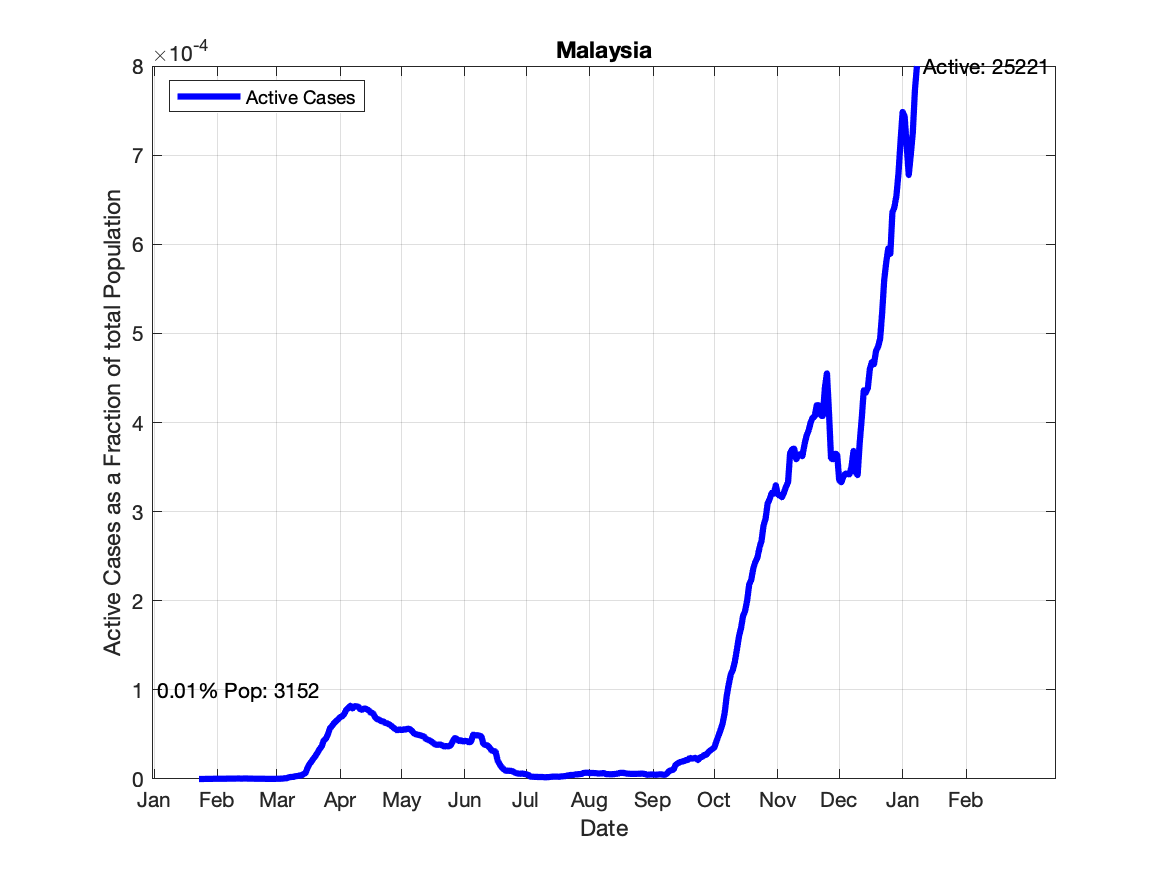 Malaysia
×10-4
Active: 25221
Active Cases
8
7
6
5
4
3
2
1
0
0.01% Pop: 3152
Active Cases as a Fraction of total Population
Jan Feb Mar Apr May Jun Jul Aug Sep Oct Nov Dec Jan Feb
Date